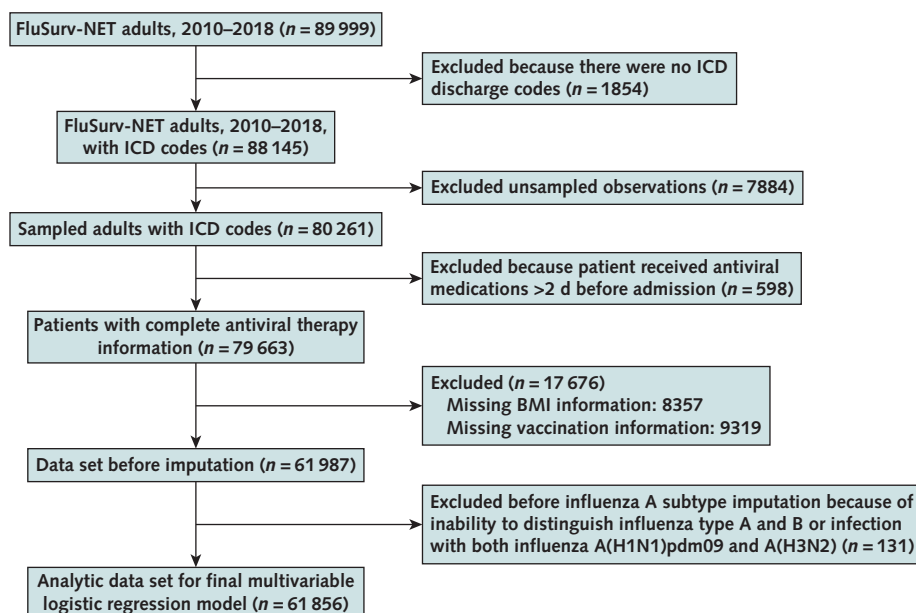 FluSurv-NET adults, 2010–2018 (n = 89 999)
Excluded because there were no ICD
discharge codes (n = 1854)
FluSurv-NET adults, 2010–2018,
with ICD codes (n = 88 145)
Excluded unsampled observations (n = 7884)
Sampled adults with ICD codes (n = 80 261)
Excluded because patient received antiviral
medications >2 d before admission (n = 598)
Patients with complete antiviral therapy
information (n = 79 663)
Excluded (n = 17 676)
Missing BMI information: 8357
Missing vaccination information: 9319
Data set before imputation (n = 61 987)
Excluded before influenza A subtype imputation because of
inability to distinguish influenza type A and B or infection
with both influenza A(H1N1)pdm09 and A(H3N2) (n = 131)
Analytic data set for final multivariable
logistic regression model (n = 61 856)